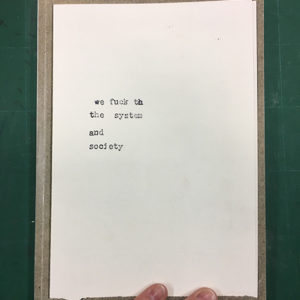 we fuck th
the system
and
society